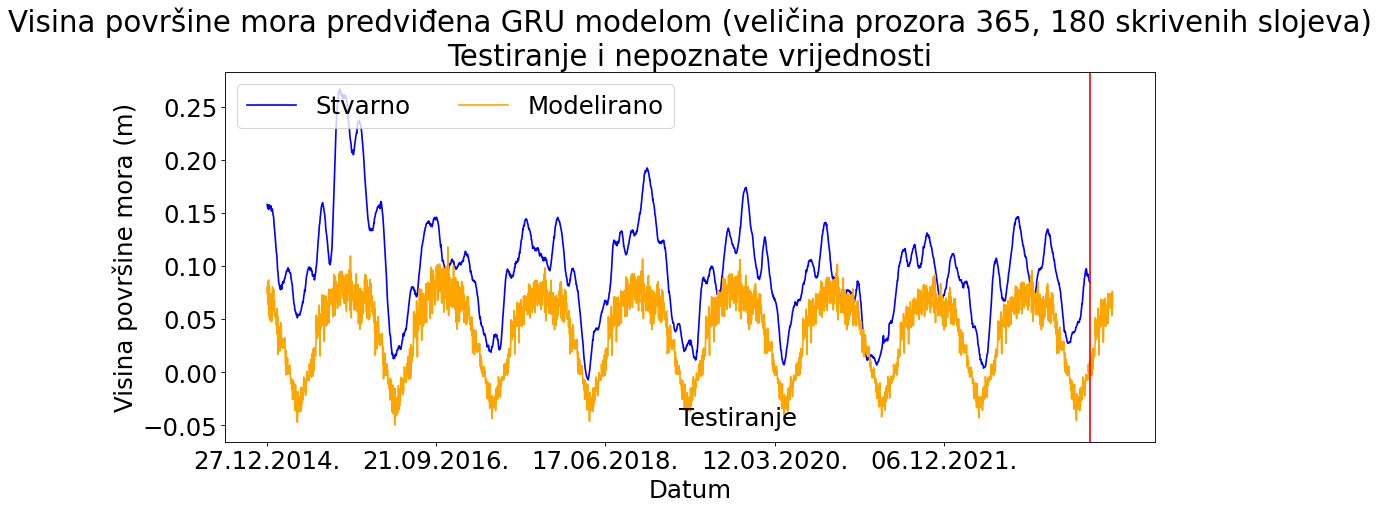 Visina površine mora predviđena GRU modelom (veličina prozora 365, 180 skrivenih slojeva)
Testiranje i nepoznate vrijednosti
Stvarno Modelirano
Visina površine mora (m)
0.25
0.20
0.15
0.10
0.05
0.00
−0.05
Testiranje
27.12.2014. 21.09.2016. 17.06.2018. 12.03.2020. 06.12.2021.
Datum